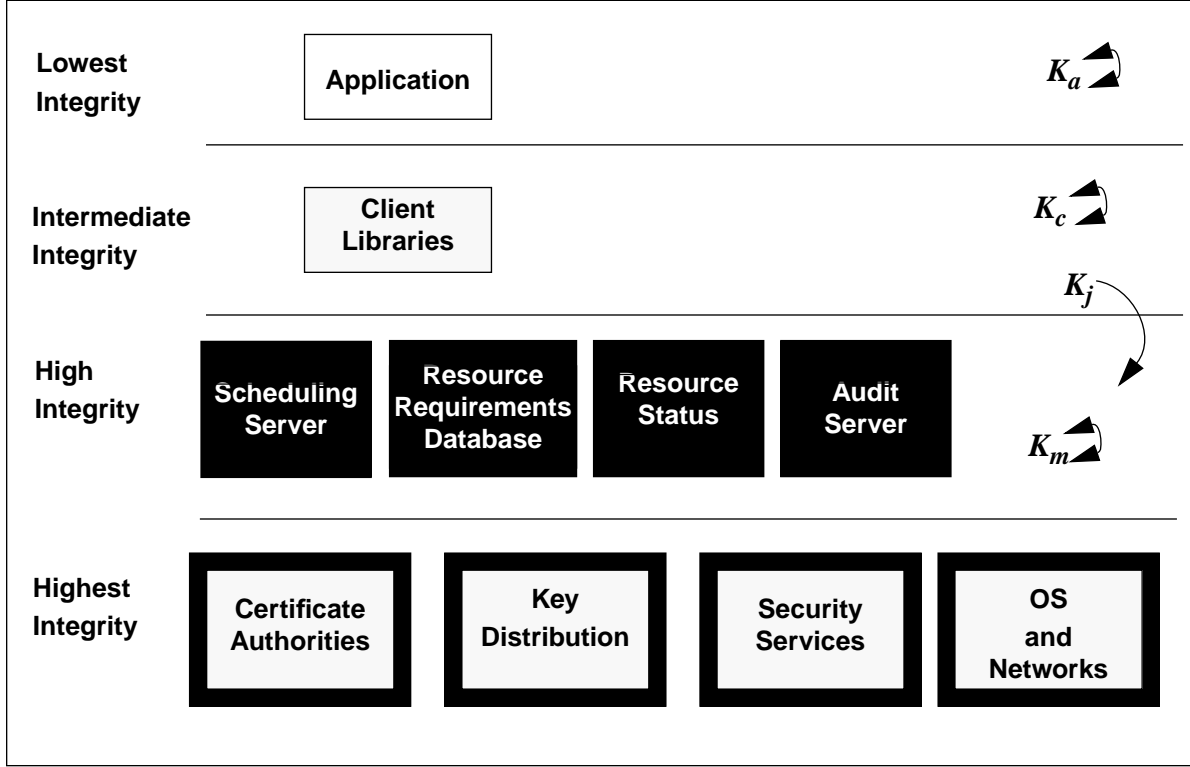 Lowest
Integrity
Application
K_a
Intermediate
Integrity
Client
Libraries
K_c
K_j
High
Integrity
Scheduling
Server
Resource
Requirements
Database
Resource
Status
Audit
Server
K_m
Highest
Integrity
Certificate
Authorities
Key
Distribution
Security
Services
OS
and
Networks